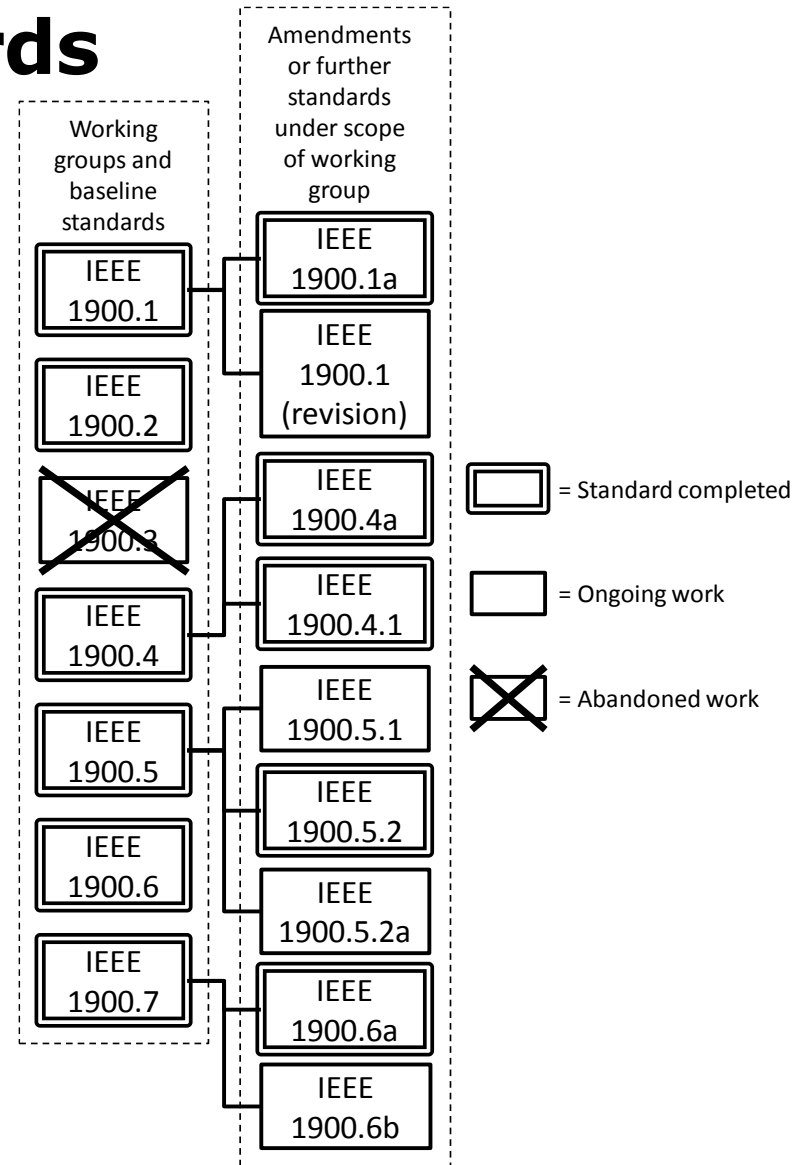 rds
Working
groups and
baseline
standards
IEEE
1900.1
IEEE
1900.2
IEEE
1900.3
IEEE
1900.4
IEEE
1900.5
IEEE
1900.6
IEEE
1900.7
Amendments
or further
standards
under scope
of working
group
IEEE
1900.1a
IEEE
1900.1
(revision)
IEEE
1900.4a
IEEE
1900.4.1
IEEE
1900.5.1
IEEE
1900.5.2
IEEE
1900.5.2a
IEEE
1900.6a
IEEE
1900.6b
= Standard completed
= Ongoing work
= Abandoned work